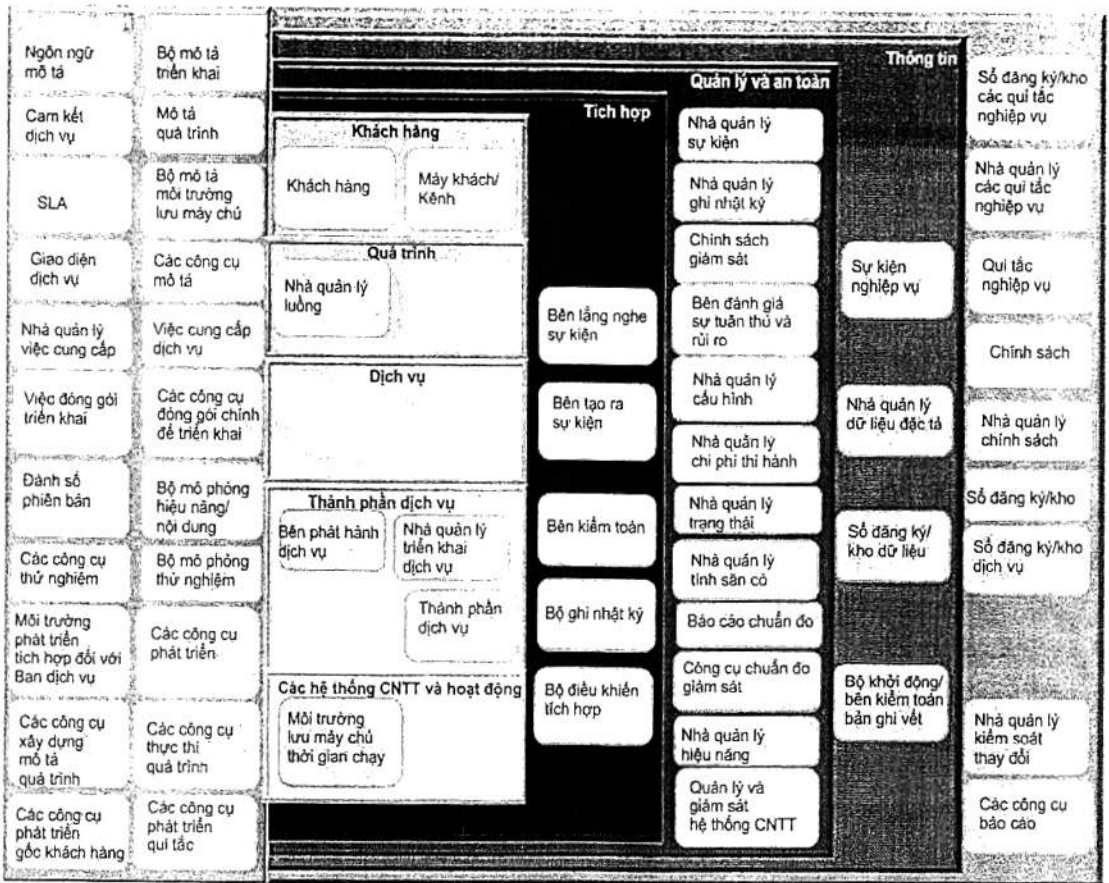 Ngôn ngữ
mô tả
Cam kết
dịch vụ
SLA
Giao diện
dịch vụ
Nhà quản lý
việc cung cấp
Việc đóng gói
triển khai
Đánh số
phiên bản
Các công cụ
thử nghiệm
Môi trường
phát triển
tích hợp đối với
Ban dịch vụ
Các công cụ
xây dựng
mô tả
quá trình
Các công cụ
phát triển
gốc khách hàng
Bộ mô tả
triển khai
Mô tả
quá trình
Bộ mô tả
môi trường
lưu máy chủ
Các công cụ
mô tả
Việc cung cấp
dịch vụ
Các công cụ
đóng gói chính
để triển khai
Bộ mô phỏng
hiệu năng/
nội dung
Bộ mô phỏng
thử nghiệm
Các công cụ
phát triển
Các công cụ
thực thi
quá trình
Các công cụ
phát triển
qui tắc
Khách hàng
Khách hàng
Máy khách/
Kênh
Quá trình
Nhà quản lý
luồng
Dịch vụ
Thành phần dịch vụ
Bên phát hành
dịch vụ
Nhà quản lý
triển khai
dịch vụ
Thành phần
dịch vụ
Các hệ thống CNTT và hoạt động
Môi trường
lưu máy chủ
thời gian chạy
Tích hợp
Bên lắng nghe
sự kiện
Bên tạo ra
sự kiện
Bên kiểm toán
Bộ ghi nhật ký
Bộ điều khiển
tích hợp
Quản lý và an toàn
Nhà quản lý
sự kiện
Nhà quản lý
ghi nhật ký
Chính sách
giám sát
Bên đánh giá
sự tuân thủ và
rủi ro
Nhà quản lý
cấu hình
Nhà quản lý
chi phí thi hành
Nhà quản lý
trạng thái
Nhà quản lý
tính sẵn có
Báo cáo chuẩn đo
Công cụ chuẩn đo
giám sát
Nhà quản lý
hiệu năng
Quản lý và
giám sát
hệ thống CNTT
Thông tin
Sự kiện
nghiệp vụ
Nhà quản lý
dữ liệu đặc tả
Sổ đăng ký/
kho dữ liệu
Bộ khởi động/
bên kiểm toán
bản ghi vết
Sổ đăng ký/kho
các qui tắc
nghiệp vụ
Nhà quản lý
các qui tắc
nghiệp vụ
Qui tắc
nghiệp vụ
Chính sách
Nhà quản lý
chính sách
Sổ đăng ký/kho
Sổ đăng ký/kho
dịch vụ
Nhà quản lý
kiểm soát
thay đổi
Các công cụ
báo cáo